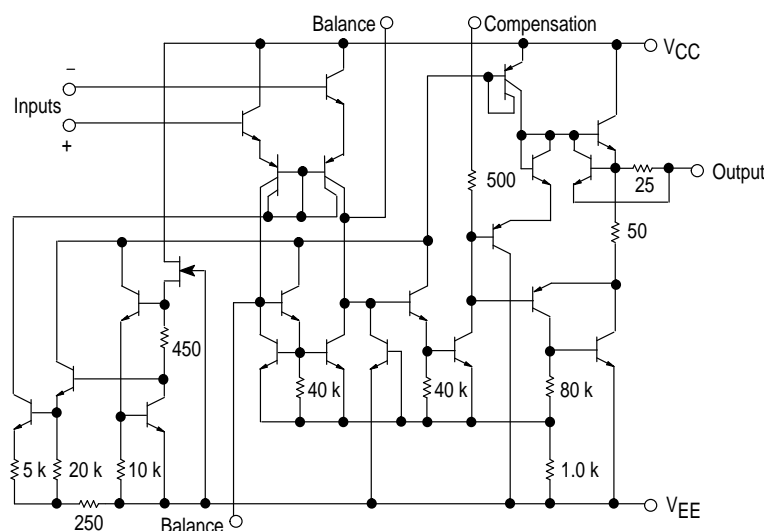 Balance
Compensation
VCC
–
Inputs
+
500
25
Output
50
450
40 k
40 k
80 k
5 k
20 k
10 k
1.0 k
250
Balance
VEE